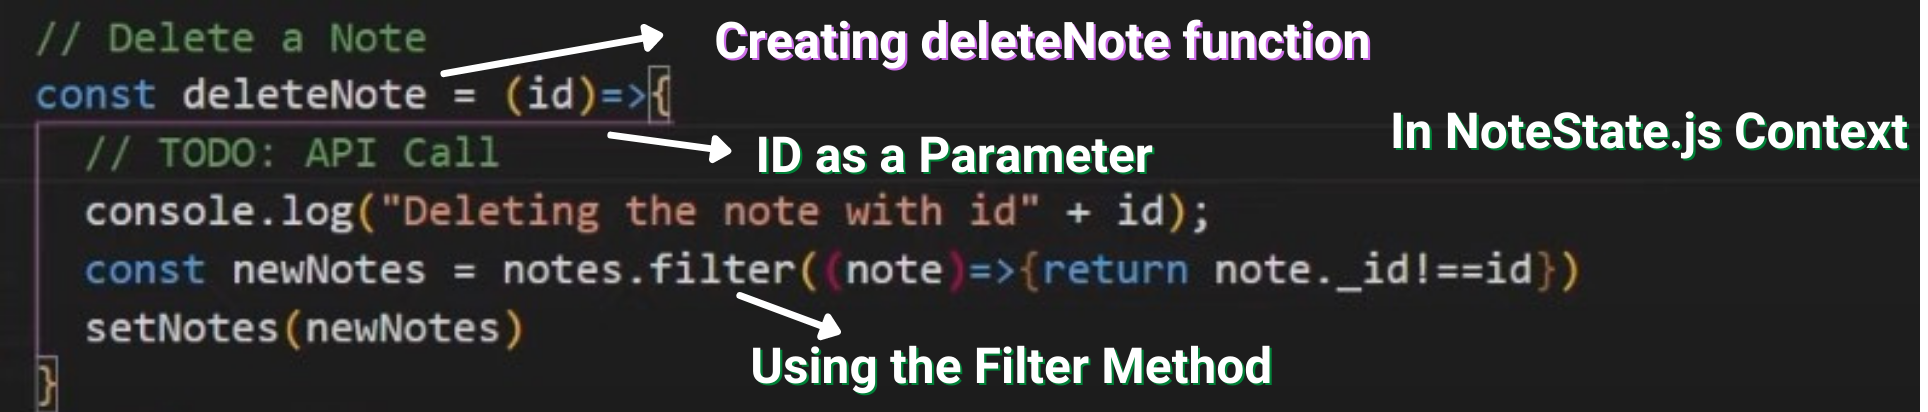 // Delete a Note
Creating deleteNote function
const deleteNote = (id)=>{
In NoteState.js Context
// TODO: API Call
ID as a Parameter
console.log("Deleting the note with id" + id);
const newNotes = notes.filter((note)=>{return note._id!==id})
setNotes(newNotes)
Using the Filter Method
}